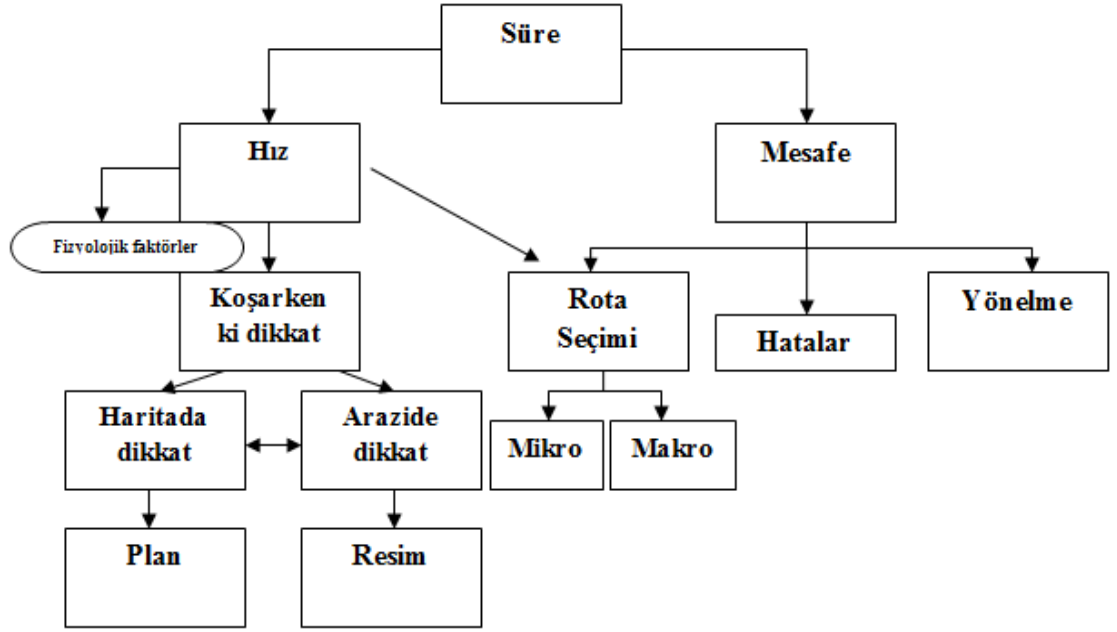 Süre
Hız
Mesafe
Fizyolojik faktörler
Koşarken
ki dikkat
Rota
Seçimi
Hatalar
Yönelme
Haritada
dikkat
Arazide
dikkat
Mikro
Makro
Plan
Resim